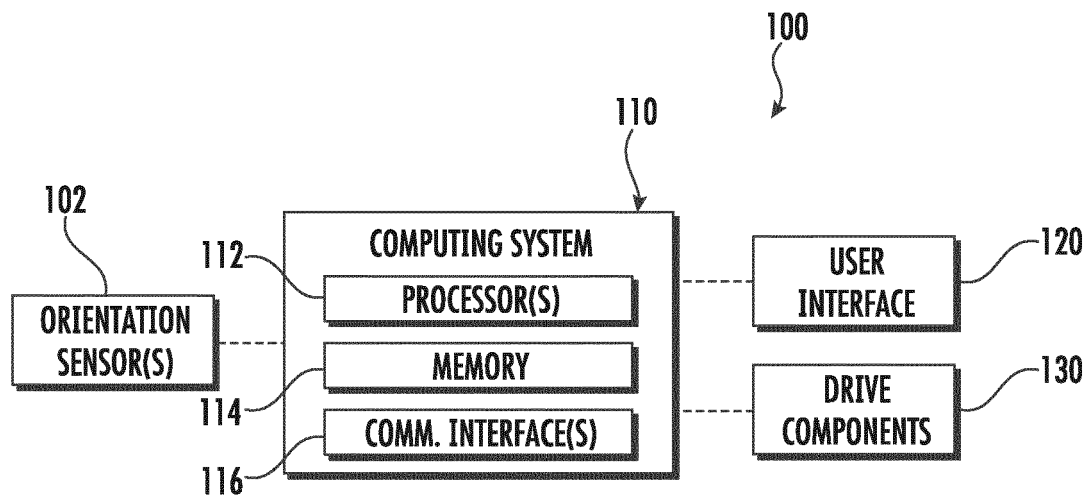 100
110
102
COMPUTING SYSTEM
120
112
USER
INTERFACE
PROCESSOR(S)
ORIENTATION
SENSOR(S)
MEMORY
130
DRIVE
COMPONENTS
114
COMM. INTERFACE(S)
116